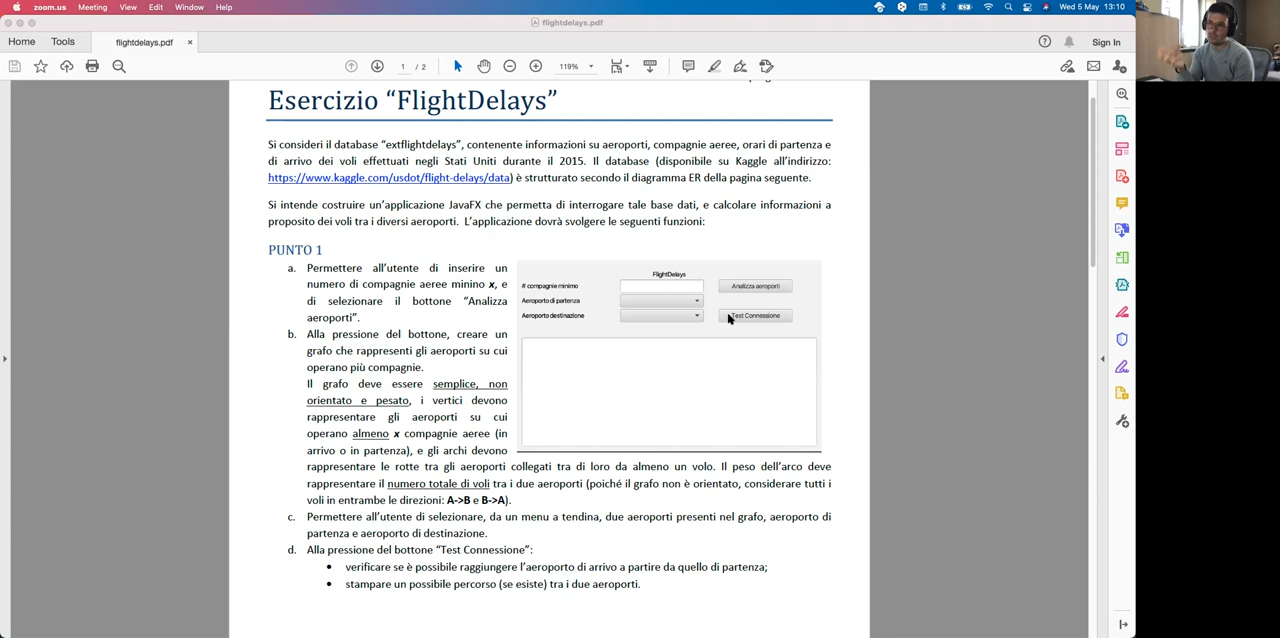 zoom.us Meeting View Edit Window Help
Wed 5 May 13:10
flightdelays.pdf
Home Tools
flightdelays.pdf ×
Sign In
1 / 2
119%
Esercizio “FlightDelays”
Si consideri il database “extflightdelays”, contenente informazioni su aeroporti, compagnie aeree, orari di partenza e
di arrivo dei voli effettuati negli Stati Uniti durante il 2015. Il database (disponibile su Kaggle all’indirizzo:
https://www.kaggle.com/usdot/flight-delays/data) è strutturato secondo il diagramma ER della pagina seguente.
Si intende costruire un’applicazione JavaFX che permetta di interrogare tale base dati, e calcolare informazioni a
proposito dei voli tra i diversi aeroporti. L’applicazione dovrà svolgere le seguenti funzioni:
PUNTO 1
a. Permettere all’utente di inserire un
numero di compagnie aeree minino x, e
di selezionare il bottone “Analizza
aeroporti”.
b. Alla pressione del bottone, creare un
grafo che rappresenti gli aeroporti su cui
operano più compagnie.
Il grafo deve essere semplice, non
orientato e pesato, i vertici devono
rappresentare gli aeroporti su cui
operano almeno x compagnie aeree (in
arrivo o in partenza), e gli archi devono
FlightDelays
# compagnie minimo
Analizza aeroporti
Aeroporto di partenza
Aeroporto destinazione
Test Connessione
rappresentare le rotte tra gli aeroporti collegati tra di loro da almeno un volo. Il peso dell’arco deve
rappresentare il numero totale di voli tra i due aeroporti (poiché il grafo non è orientato, considerare tutti i
voli in entrambe le direzioni: A->B e B->A).
c. Permettere all’utente di selezionare, da un menu a tendina, due aeroporti presenti nel grafo, aeroporto di
partenza e aeroporto di destinazione.
d. Alla pressione del bottone “Test Connessione”:
• verificare se è possibile raggiungere l’aeroporto di arrivo a partire da quello di partenza;
• stampare un possibile percorso (se esiste) tra i due aeroporti.